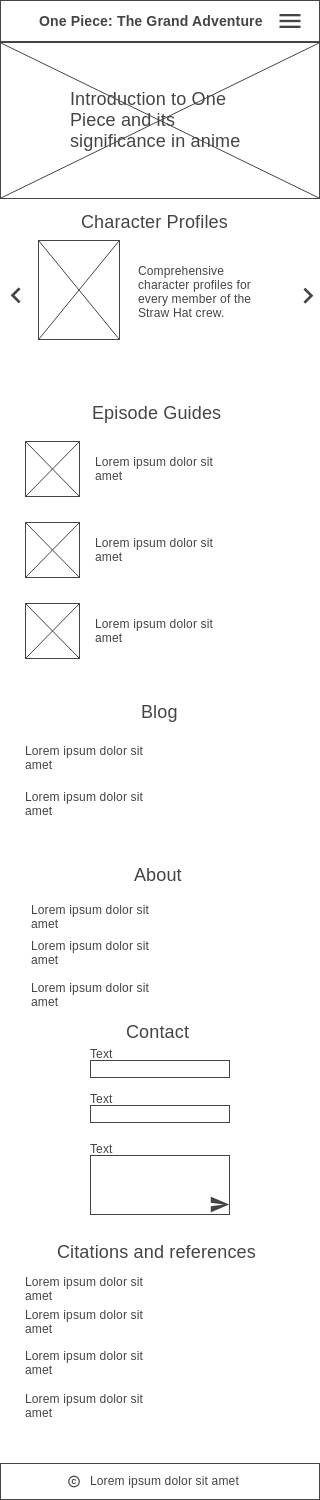 One Piece: The Grand Adventure
Introduction to One
Piece and its
significance in anime
Character Profiles
Comprehensive
character profiles for
every member of the
Straw Hat crew.
Episode Guides
Lorem ipsum dolor sit
amet
Lorem ipsum dolor sit
amet
Lorem ipsum dolor sit
amet
Blog
Lorem ipsum dolor sit
amet
Lorem ipsum dolor sit
amet
About
Lorem ipsum dolor sit
amet
Lorem ipsum dolor sit
amet
Lorem ipsum dolor sit
amet
Contact
Text
Text
Text
Citations and references
Lorem ipsum dolor sit
amet
Lorem ipsum dolor sit
amet
Lorem ipsum dolor sit
amet
Lorem ipsum dolor sit
amet
© Lorem ipsum dolor sit amet